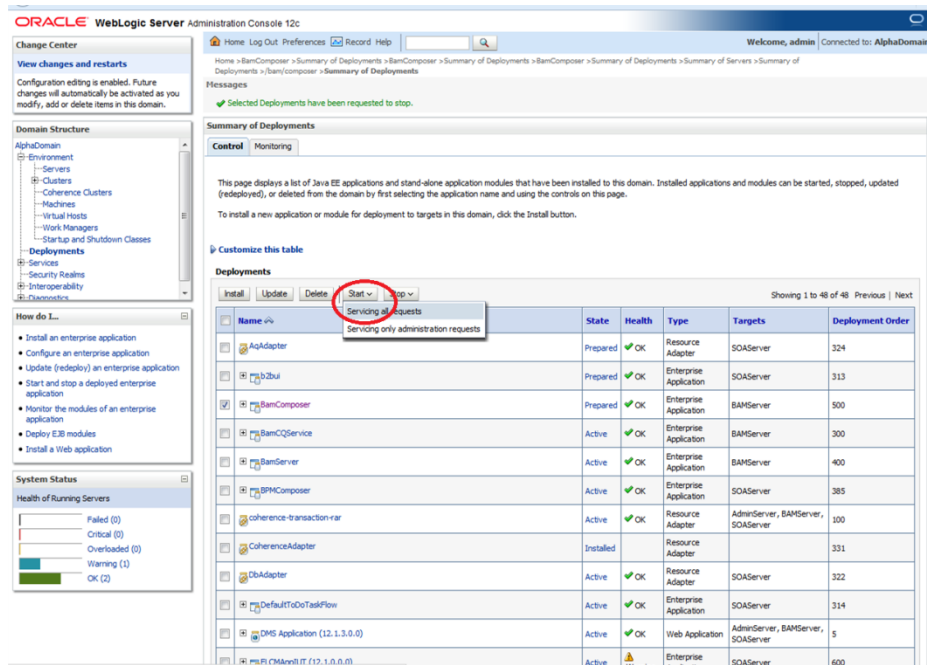 ORACLE WebLogic Server Administration Console 12c
Change Center
View changes and restarts
Configuration editing is enabled. Future
changes will automatically be activated as you
modify, add or delete items in this domain.
Domain Structure
AlphaDomain
Environment
Servers
Clusters
Coherence Clusters
Machines
Virtual Hosts
Work Managers
Startup and Shutdown Classes
Deployments
Services
Security Realms
Interoperability
Diagnostics
How do I...
Install an enterprise application
Configure an enterprise application
Update (redeploy) an enterprise application
Start and stop a deployed enterprise
application
Monitor the modules of an enterprise
application
Deploy EJB modules
Install a Web application
System Status
Health of Running Servers
Failed (0)
Critical (0)
Overloaded (0)
Warning (1)
OK (2)
Home Log Out Preferences Record Help
Welcome, admin Connected to: AlphaDomain
Home >BamComposer >Summary of Deployments >BamComposer >Summary of Deployments >BamComposer >Summary of Deployments >Summary of Servers >Summary of
Deployments >/bam/composer >Summary of Deployments
Messages
Selected Deployments have been requested to stop.
Summary of Deployments
Control Monitoring
This page displays a list of Java EE applications and stand-alone application modules that have been installed to this domain. Installed applications and modules can be started, stopped, updated
(redeployed), or deleted from the domain by first selecting the application name and using the controls on this page.
To install a new application or module for deployment to targets in this domain, click the Install button.
Customize this table
Deployments
Install Update Delete Start Stop Showing 1 to 48 of 48 Previous | Next
Servicing all requests
Servicing only administration requests
Name State Health Type Targets Deployment Order
AqAdapter Prepared OK Resource Adapter SOAServer 324
b2bui Prepared OK Enterprise Application SOAServer 313
BamComposer Prepared OK Enterprise Application BAMServer 500
BamCQService Active OK Enterprise Application BAMServer 300
BamServer Active OK Enterprise Application BAMServer 400
BPMComposer Active OK Enterprise Application SOAServer 385
coherence-transaction-rar Active OK Resource Adapter AdminServer, BAMServer, SOAServer 100
CoherenceAdapter Installed Resource Adapter 331
DbAdapter Active OK Resource Adapter SOAServer 322
DefaultToDoTaskFlow Active OK Enterprise Application SOAServer 314
DMS Application (12.1.3.0.0) Active OK Web Application AdminServer, BAMServer, SOAServer 5
Active Enterprise SOAServer 600